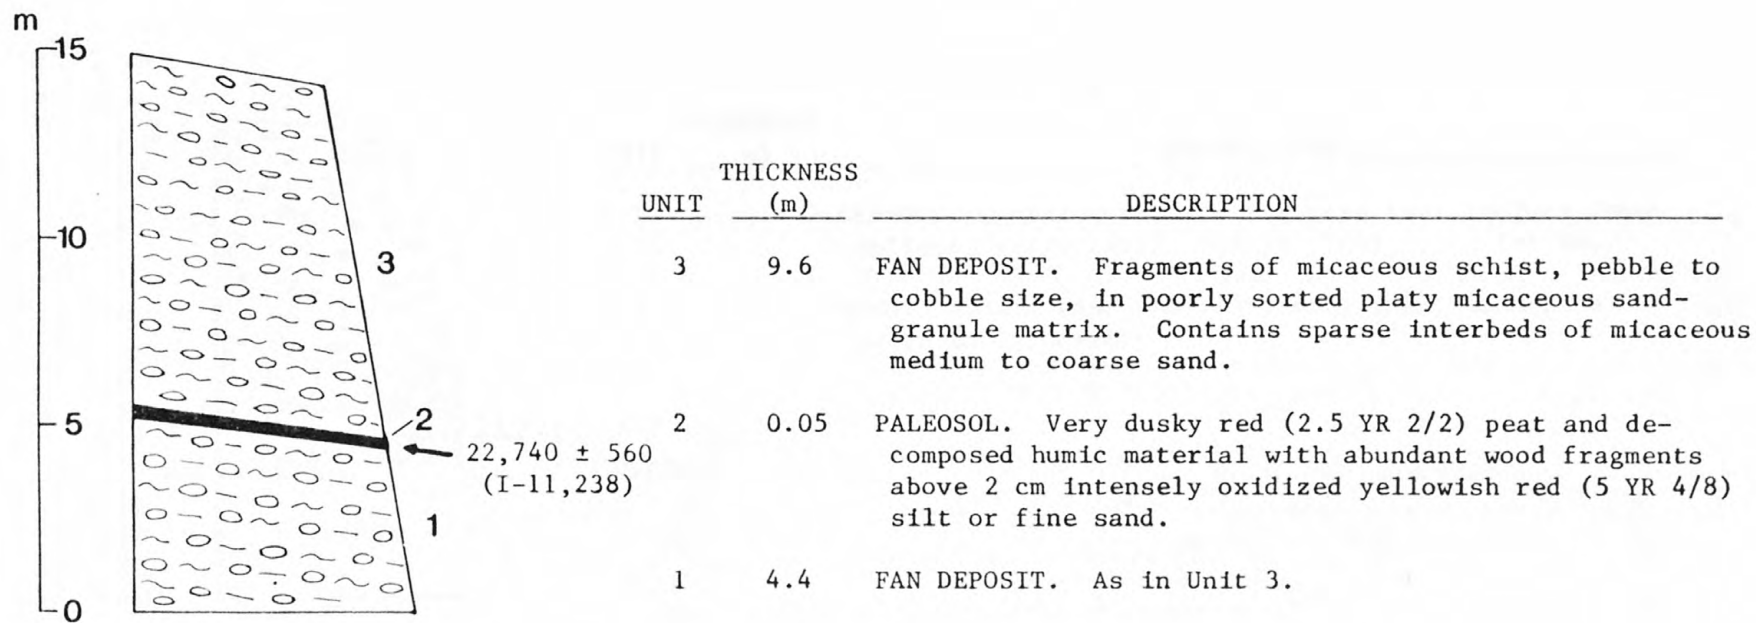 m
15
10
5
0
3
2
22,740 ± 560
(I-11,238)
1
THICKNESS
UNIT (m) DESCRIPTION
3 9.6 FAN DEPOSIT. Fragments of micaceous schist, pebble to
cobble size, in poorly sorted platy micaceous sand-
granule matrix. Contains sparse interbeds of micaceous
medium to coarse sand.
2 0.05 PALEOSOL. Very dusky red (2.5 YR 2/2) peat and de-
composed humic material with abundant wood fragments
above 2 cm intensely oxidized yellowish red (5 YR 4/8)
silt or fine sand.
1 4.4 FAN DEPOSIT. As in Unit 3.